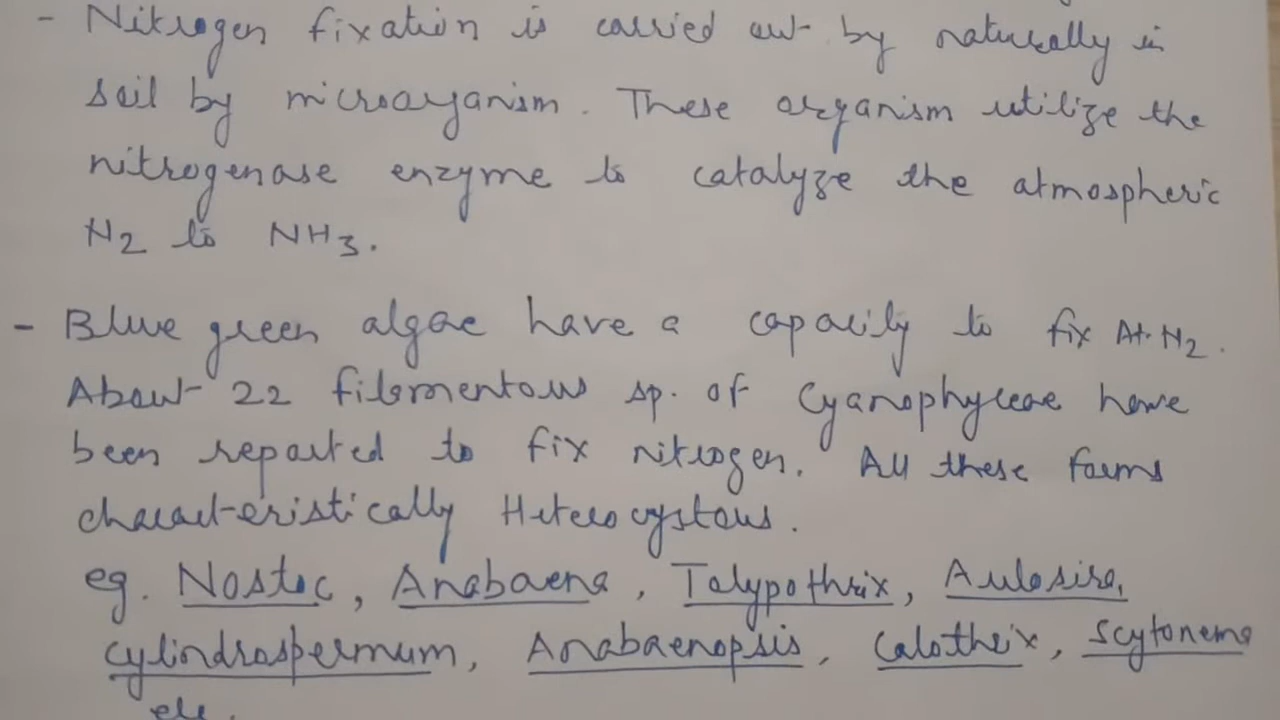 - Nitrogen fixation is carried out by naturally in
soil by microorganism. These organism utilize the
nitrogenase enzyme to catalyze the atmospheric
N2 to NH3.
- Blue green algae have a capacity to fix At. N2.
About 22 filamentous sp. of Cyanophyceae have
been reported to fix nitrogen. All these forms
characteristically Heterocystous.
eg. Nostoc, Anabaena, Tolypothrix, Aulosira,
Cylindrospermum, Anabaenopsis, Calothrix, Scytonema
etc.